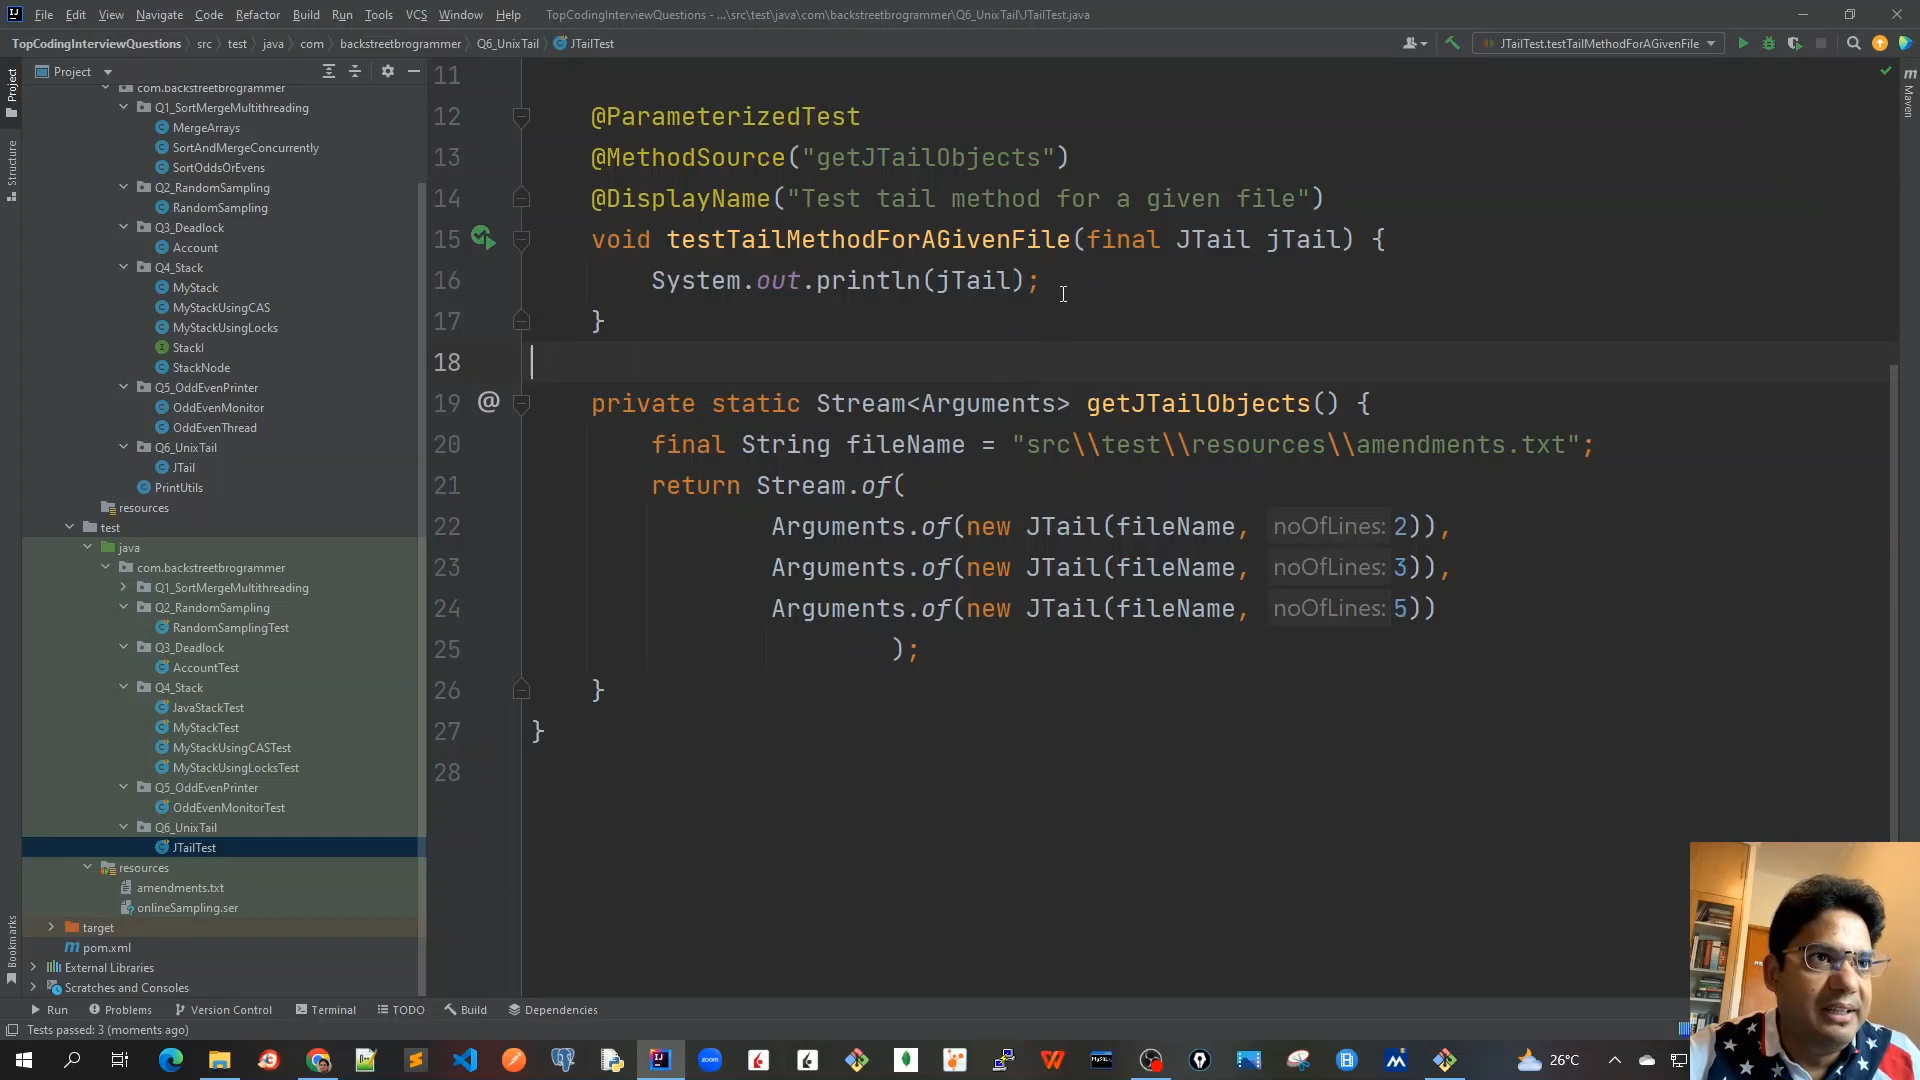 File Edit View Navigate Code Refactor Build Run Tools VCS Window Help TopCodingInterviewQuestions - ...\src\test\java\com\backstreetbrogrammer\Q6_UnixTail\JTailTest.java
TopCodingInterviewQuestions src test java com backstreetbrogrammer Q6_UnixTail JTailTest JTailTest.testTailMethodForAGivenFile
Project
Project
Structure
Bookmarks
com.backstreetbrogrammer
Q1_SortMergeMultithreading
MergeArrays
SortAndMergeConcurrently
SortOddsOrEvens
Q2_RandomSampling
RandomSampling
Q3_Deadlock
Account
Q4_Stack
MyStack
MyStackUsingCAS
MyStackUsingLocks
StackI
StackNode
Q5_OddEvenPrinter
OddEvenMonitor
OddEvenThread
Q6_UnixTail
JTail
PrintUtils
resources
test
java
com.backstreetbrogrammer
Q1_SortMergeMultithreading
Q2_RandomSampling
RandomSamplingTest
Q3_Deadlock
AccountTest
Q4_Stack
JavaStackTest
MyStackTest
MyStackUsingCASTest
MyStackUsingLocksTest
Q5_OddEvenPrinter
OddEvenMonitorTest
Q6_UnixTail
JTailTest
resources
amendments.txt
onlineSampling.ser
target
pom.xml
External Libraries
Scratches and Consoles
11
12 @ParameterizedTest
13 @MethodSource("getJTailObjects")
14 @DisplayName("Test tail method for a given file")
15 void testTailMethodForAGivenFile(final JTail jTail) {
16 System.out.println(jTail);
17 }
18
19 @ private static Stream<Arguments> getJTailObjects() {
20 final String fileName = "src\\test\\resources\\amendments.txt";
21 return Stream.of(
22 Arguments.of(new JTail(fileName, noOfLines: 2)),
23 Arguments.of(new JTail(fileName, noOfLines: 3)),
24 Arguments.of(new JTail(fileName, noOfLines: 5))
25 );
26 }
27 }
28
Maven
Run Problems Version Control Terminal TODO Build Dependencies
Tests passed: 3 (moments ago)
26°C